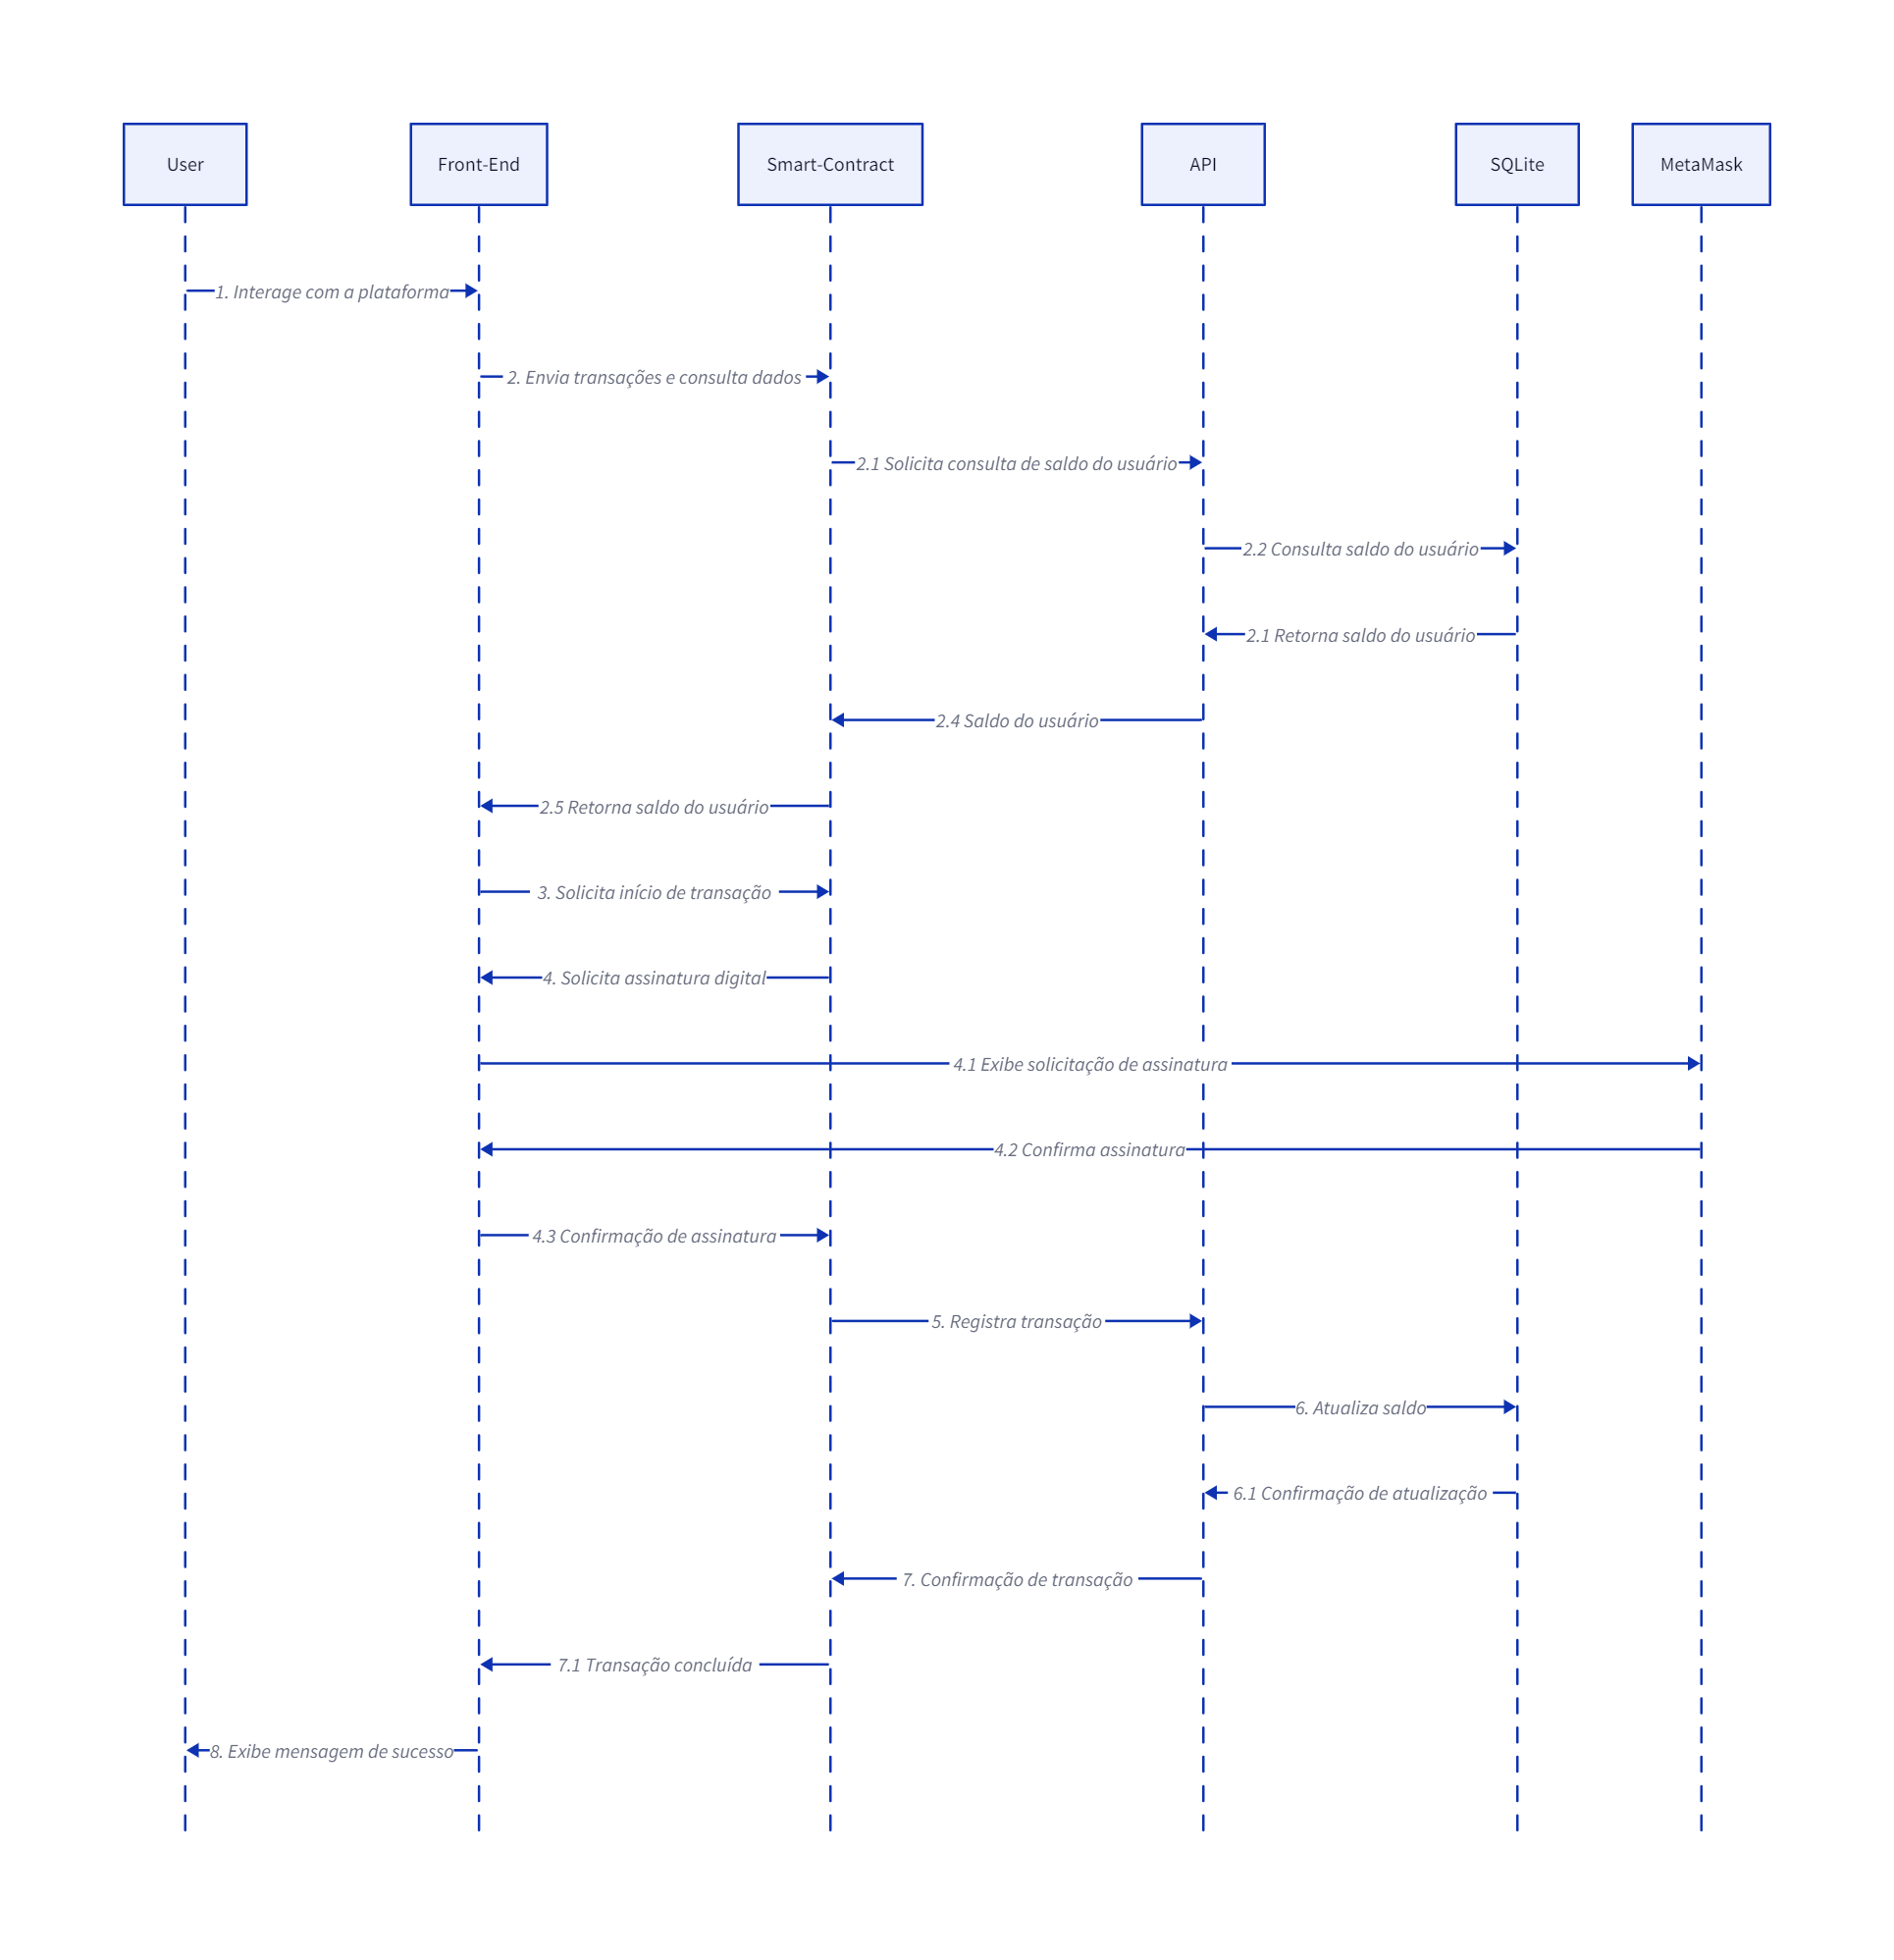 User
Front-End
Smart-Contract
API
SQLite
MetaMask
1. Interage com a plataforma
2. Envia transações e consulta dados
2.1 Solicita consulta de saldo do usuário
2.2 Consulta saldo do usuário
2.1 Retorna saldo do usuário
2.4 Saldo do usuário
2.5 Retorna saldo do usuário
3. Solicita início de transação
4. Solicita assinatura digital
4.1 Exibe solicitação de assinatura
4.2 Confirma assinatura
4.3 Confirmação de assinatura
5. Registra transação
6. Atualiza saldo
6.1 Confirmação de atualização
7. Confirmação de transação
7.1 Transação concluída
8. Exibe mensagem de sucesso